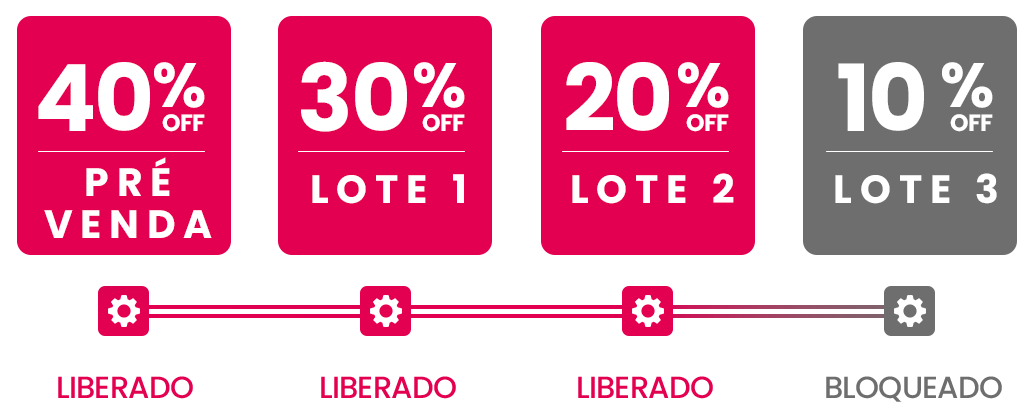 40% OFF
PRÉ
VENDA
30% OFF
LOTE 1
20% OFF
LOTE 2
10% OFF
LOTE 3
LIBERADO
LIBERADO
LIBERADO
BLOQUEADO